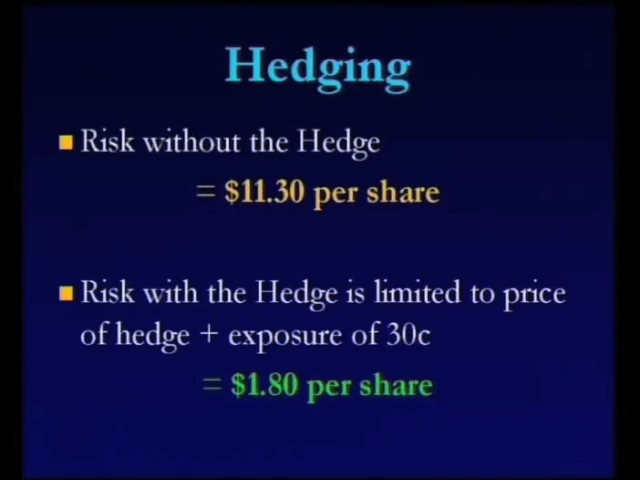 Hedging
Risk without the Hedge
= $11.30 per share
Risk with the Hedge is limited to price
of hedge + exposure of 30c
= $1.80 per share